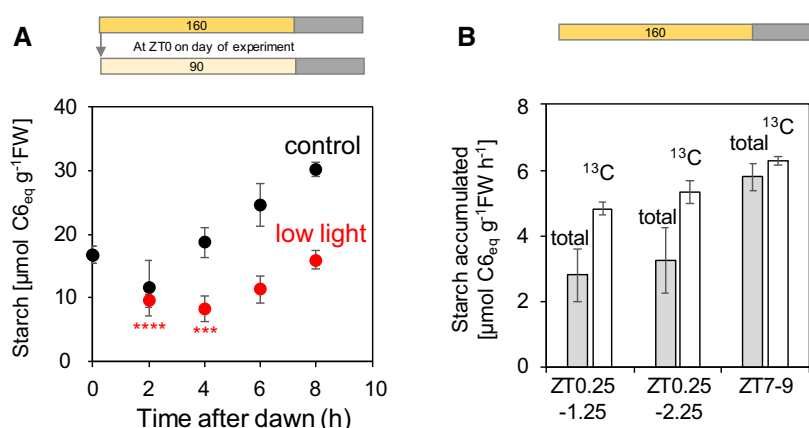 A
160
At ZT0 on day of experiment
90
Starch [µmol C6eq g-1FW]
40
30
20
10
0
control
low light
****
***
0 2 4 6 8 10
Time after dawn (h)
B
160
Starch accumulated
[µmol C6eq g-1FW h-1]
8
6
4
2
0
total
13C
total
13C
total
13C
ZT0.25
-1.25
ZT0.25
-2.25
ZT7-9